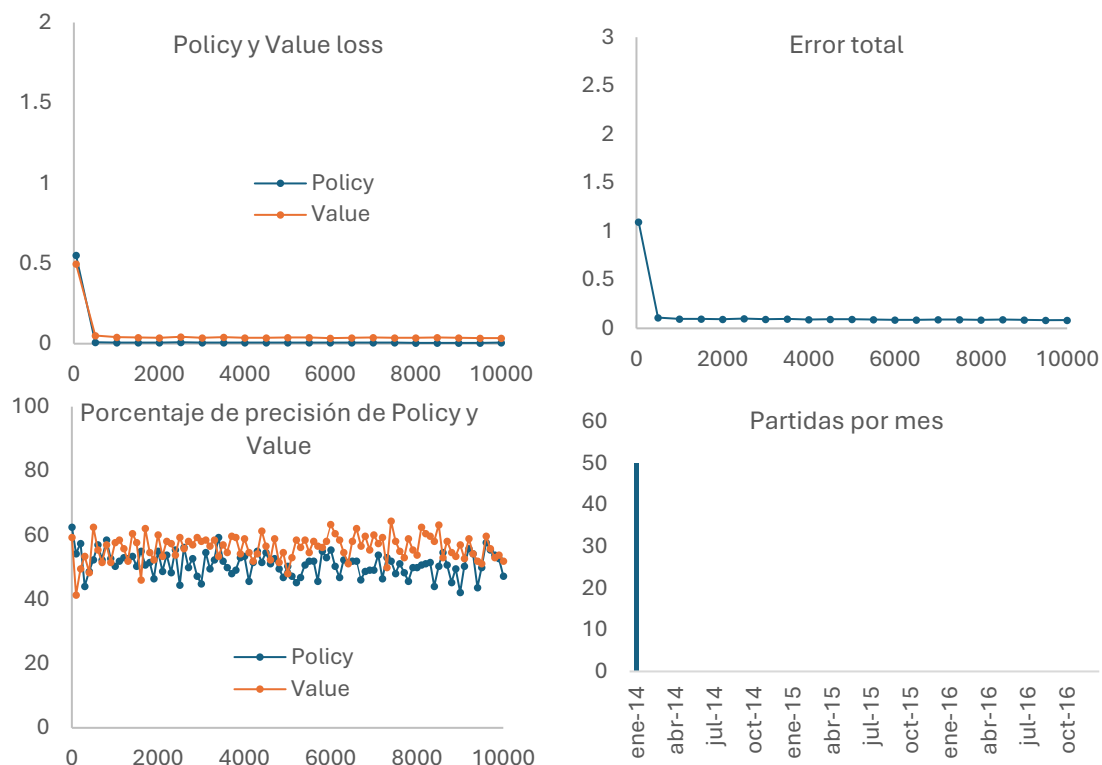 Policy y Value loss
2
1.5
1
0.5
0
0
2000
4000
6000
8000
10000
Policy
Value
Error total
3
2.5
2
1.5
1
0.5
0
0
2000
4000
6000
8000
10000
Porcentaje de precisión de Policy y
Value
100
80
60
40
20
0
0
2000
4000
6000
8000
10000
Policy
Value
Partidas por mes
60
50
40
30
20
10
0
ene-14
abr-14
jul-14
oct-14
ene-15
abr-15
jul-15
oct-15
ene-16
abr-16
jul-16
oct-16